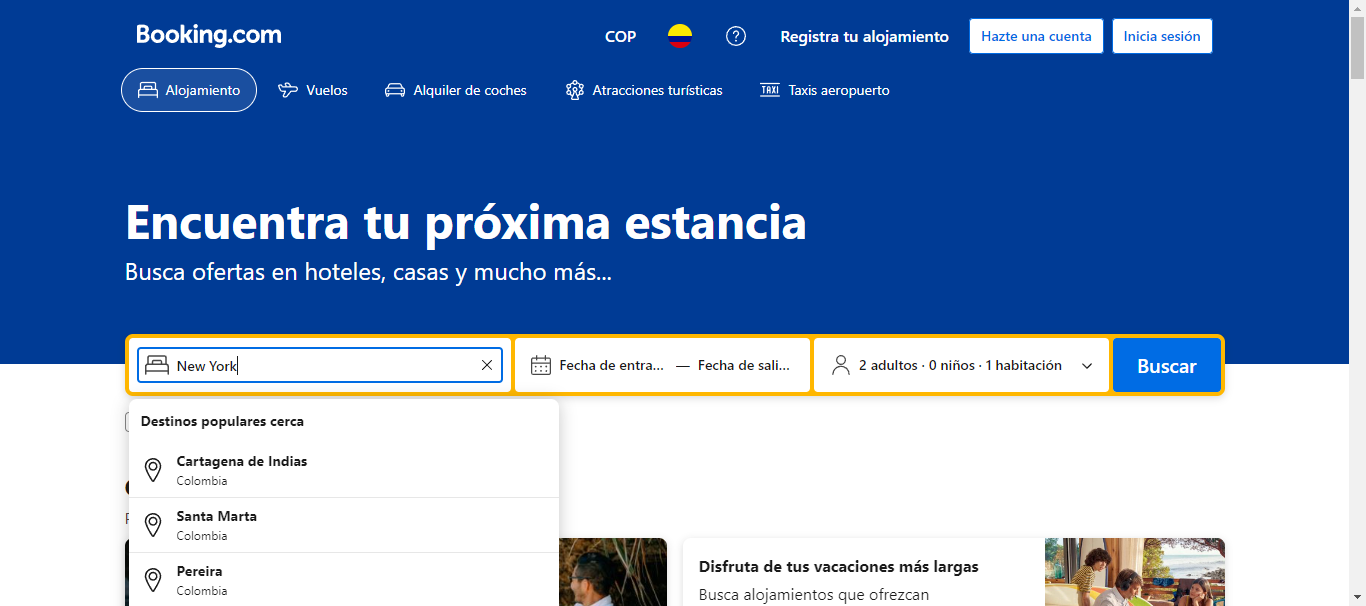 Booking.com
COP
Registra tu alojamiento
Hazte una cuenta
Inicia sesión
Alojamiento
Vuelos
Alquiler de coches
Atracciones turísticas
TAXI Taxis aeropuerto
Encuentra tu próxima estancia
Busca ofertas en hoteles, casas y mucho más...
New York
Fecha de entra... — Fecha de sali...
2 adultos · 0 niños · 1 habitación
Buscar
Destinos populares cerca
Cartagena de Indias
Colombia
Santa Marta
Colombia
Pereira
Colombia
Disfruta de tus vacaciones más largas
Busca alojamientos que ofrezcan